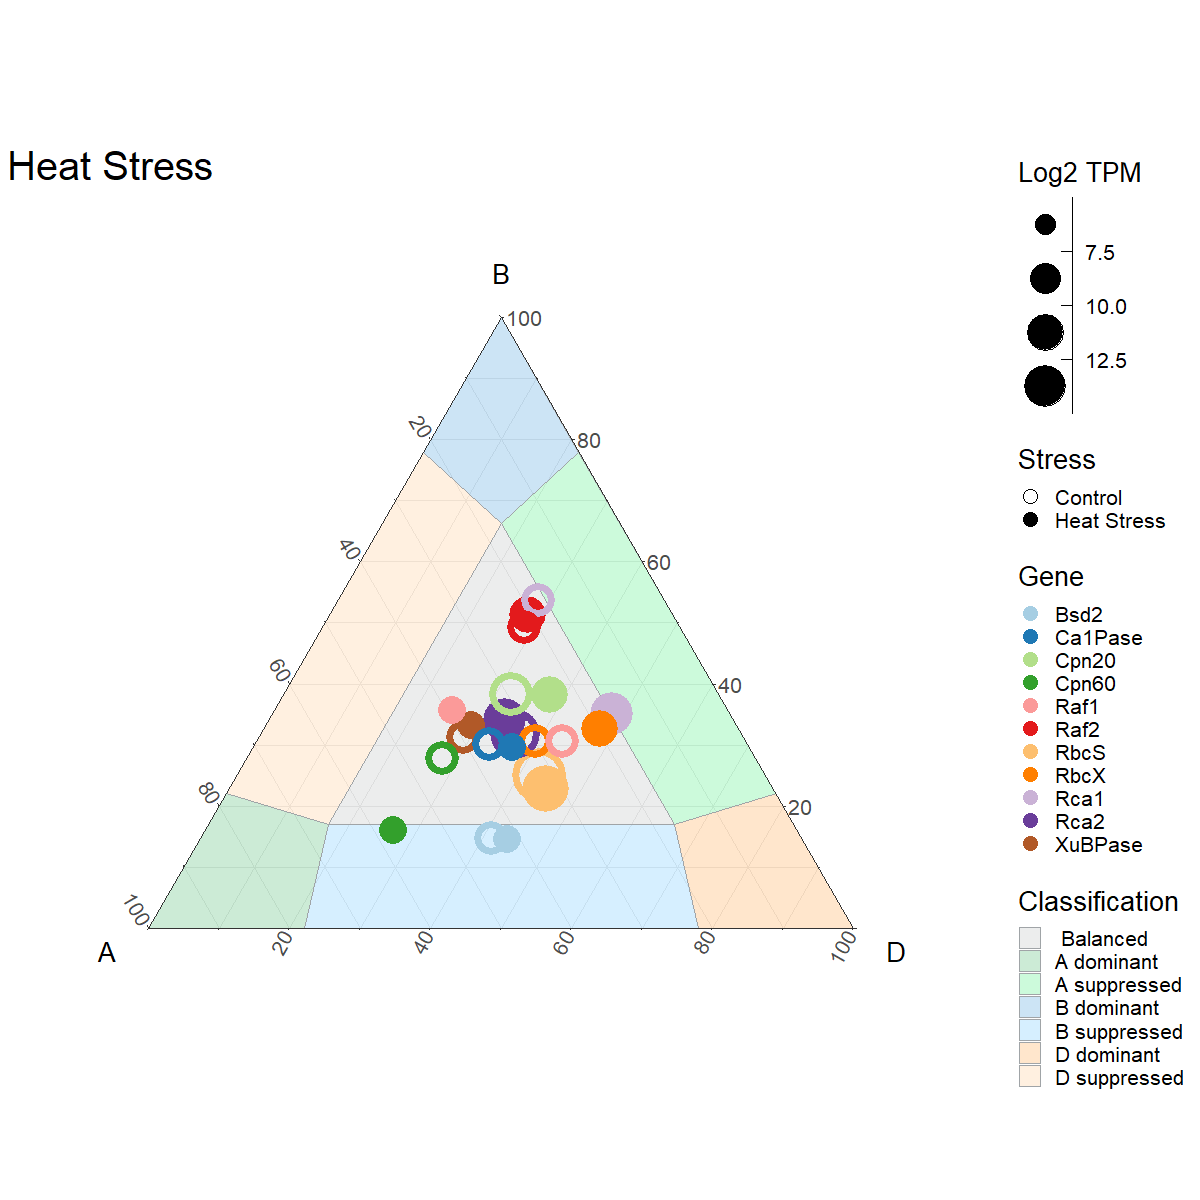 Heat Stress
B
100
80
60
40
20
20
40
60
80
100
A
20
40
60
80
100
D
Log2 TPM
7.5
10.0
12.5
Stress
Control
Heat Stress
Gene
Bsd2
Ca1Pase
Cpn20
Cpn60
Raf1
Raf2
RbcS
RbcX
Rca1
Rca2
XuBPase
Classification
Balanced
A dominant
A suppressed
B dominant
B suppressed
D dominant
D suppressed